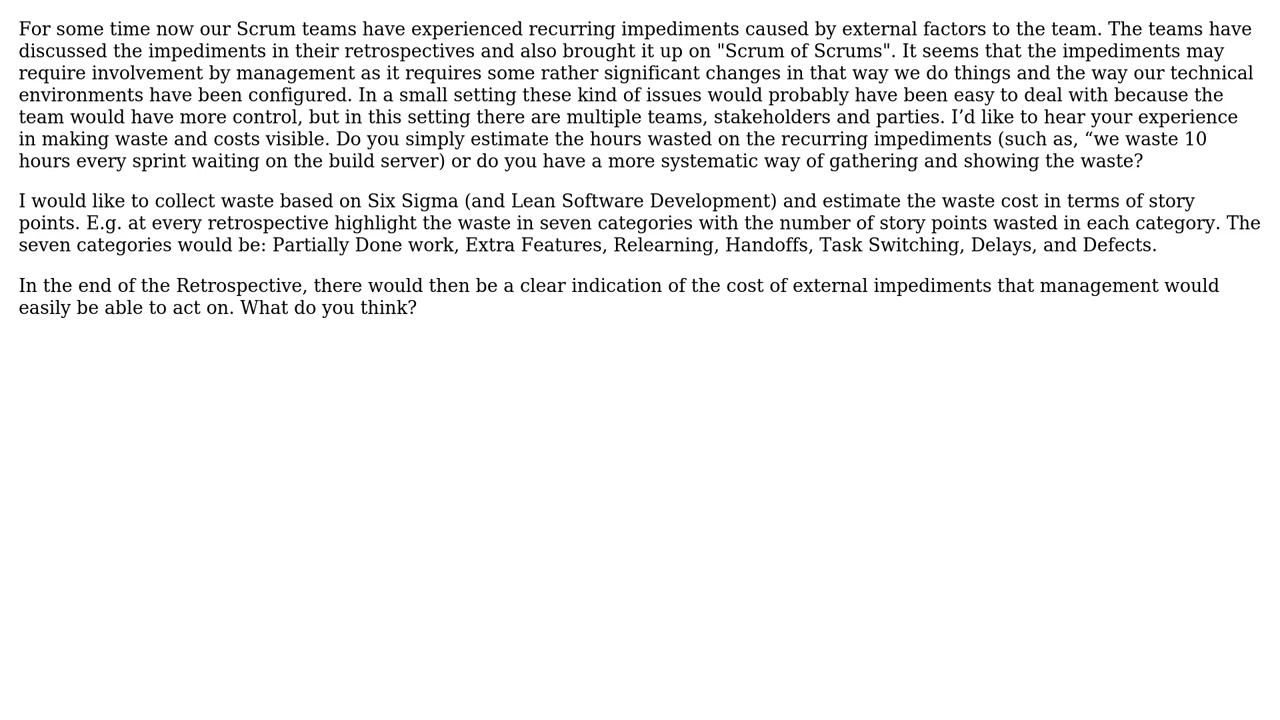 For some time now our Scrum teams have experienced recurring impediments caused by external factors to the team. The teams have
discussed the impediments in their retrospectives and also brought it up on "Scrum of Scrums". It seems that the impediments may
require involvement by management as it requires some rather significant changes in that way we do things and the way our technical
environments have been configured. In a small setting these kind of issues would probably have been easy to deal with because the
team would have more control, but in this setting there are multiple teams, stakeholders and parties. I’d like to hear your experience
in making waste and costs visible. Do you simply estimate the hours wasted on the recurring impediments (such as, “we waste 10
hours every sprint waiting on the build server) or do you have a more systematic way of gathering and showing the waste?
I would like to collect waste based on Six Sigma (and Lean Software Development) and estimate the waste cost in terms of story
points. E.g. at every retrospective highlight the waste in seven categories with the number of story points wasted in each category. The
seven categories would be: Partially Done work, Extra Features, Relearning, Handoffs, Task Switching, Delays, and Defects.
In the end of the Retrospective, there would then be a clear indication of the cost of external impediments that management would
easily be able to act on. What do you think?